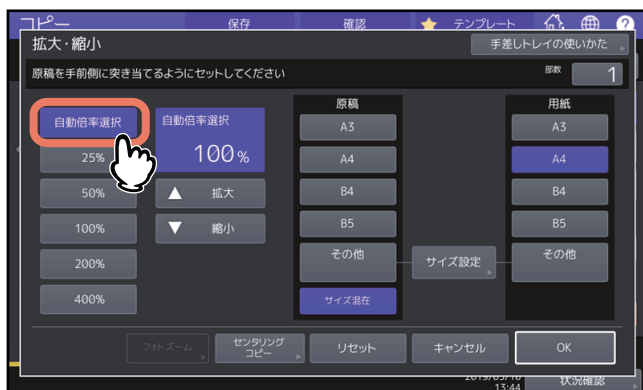 コピー 保存 確認 テンプレート
拡大・縮小 手差しトレイの使いかた
原稿を手前側に突き当てるようにセットしてください 部数 1
原稿 用紙
自動倍率選択 自動倍率選択 A3 A3
25% 100% A4 A4
50% 拡大 B4 B4
100% 縮小 B5 B5
200% その他 サイズ設定 その他
400% サイズ混在
フォトズーム センタリング
コピー リセット キャンセル OK
13:44 状況確認